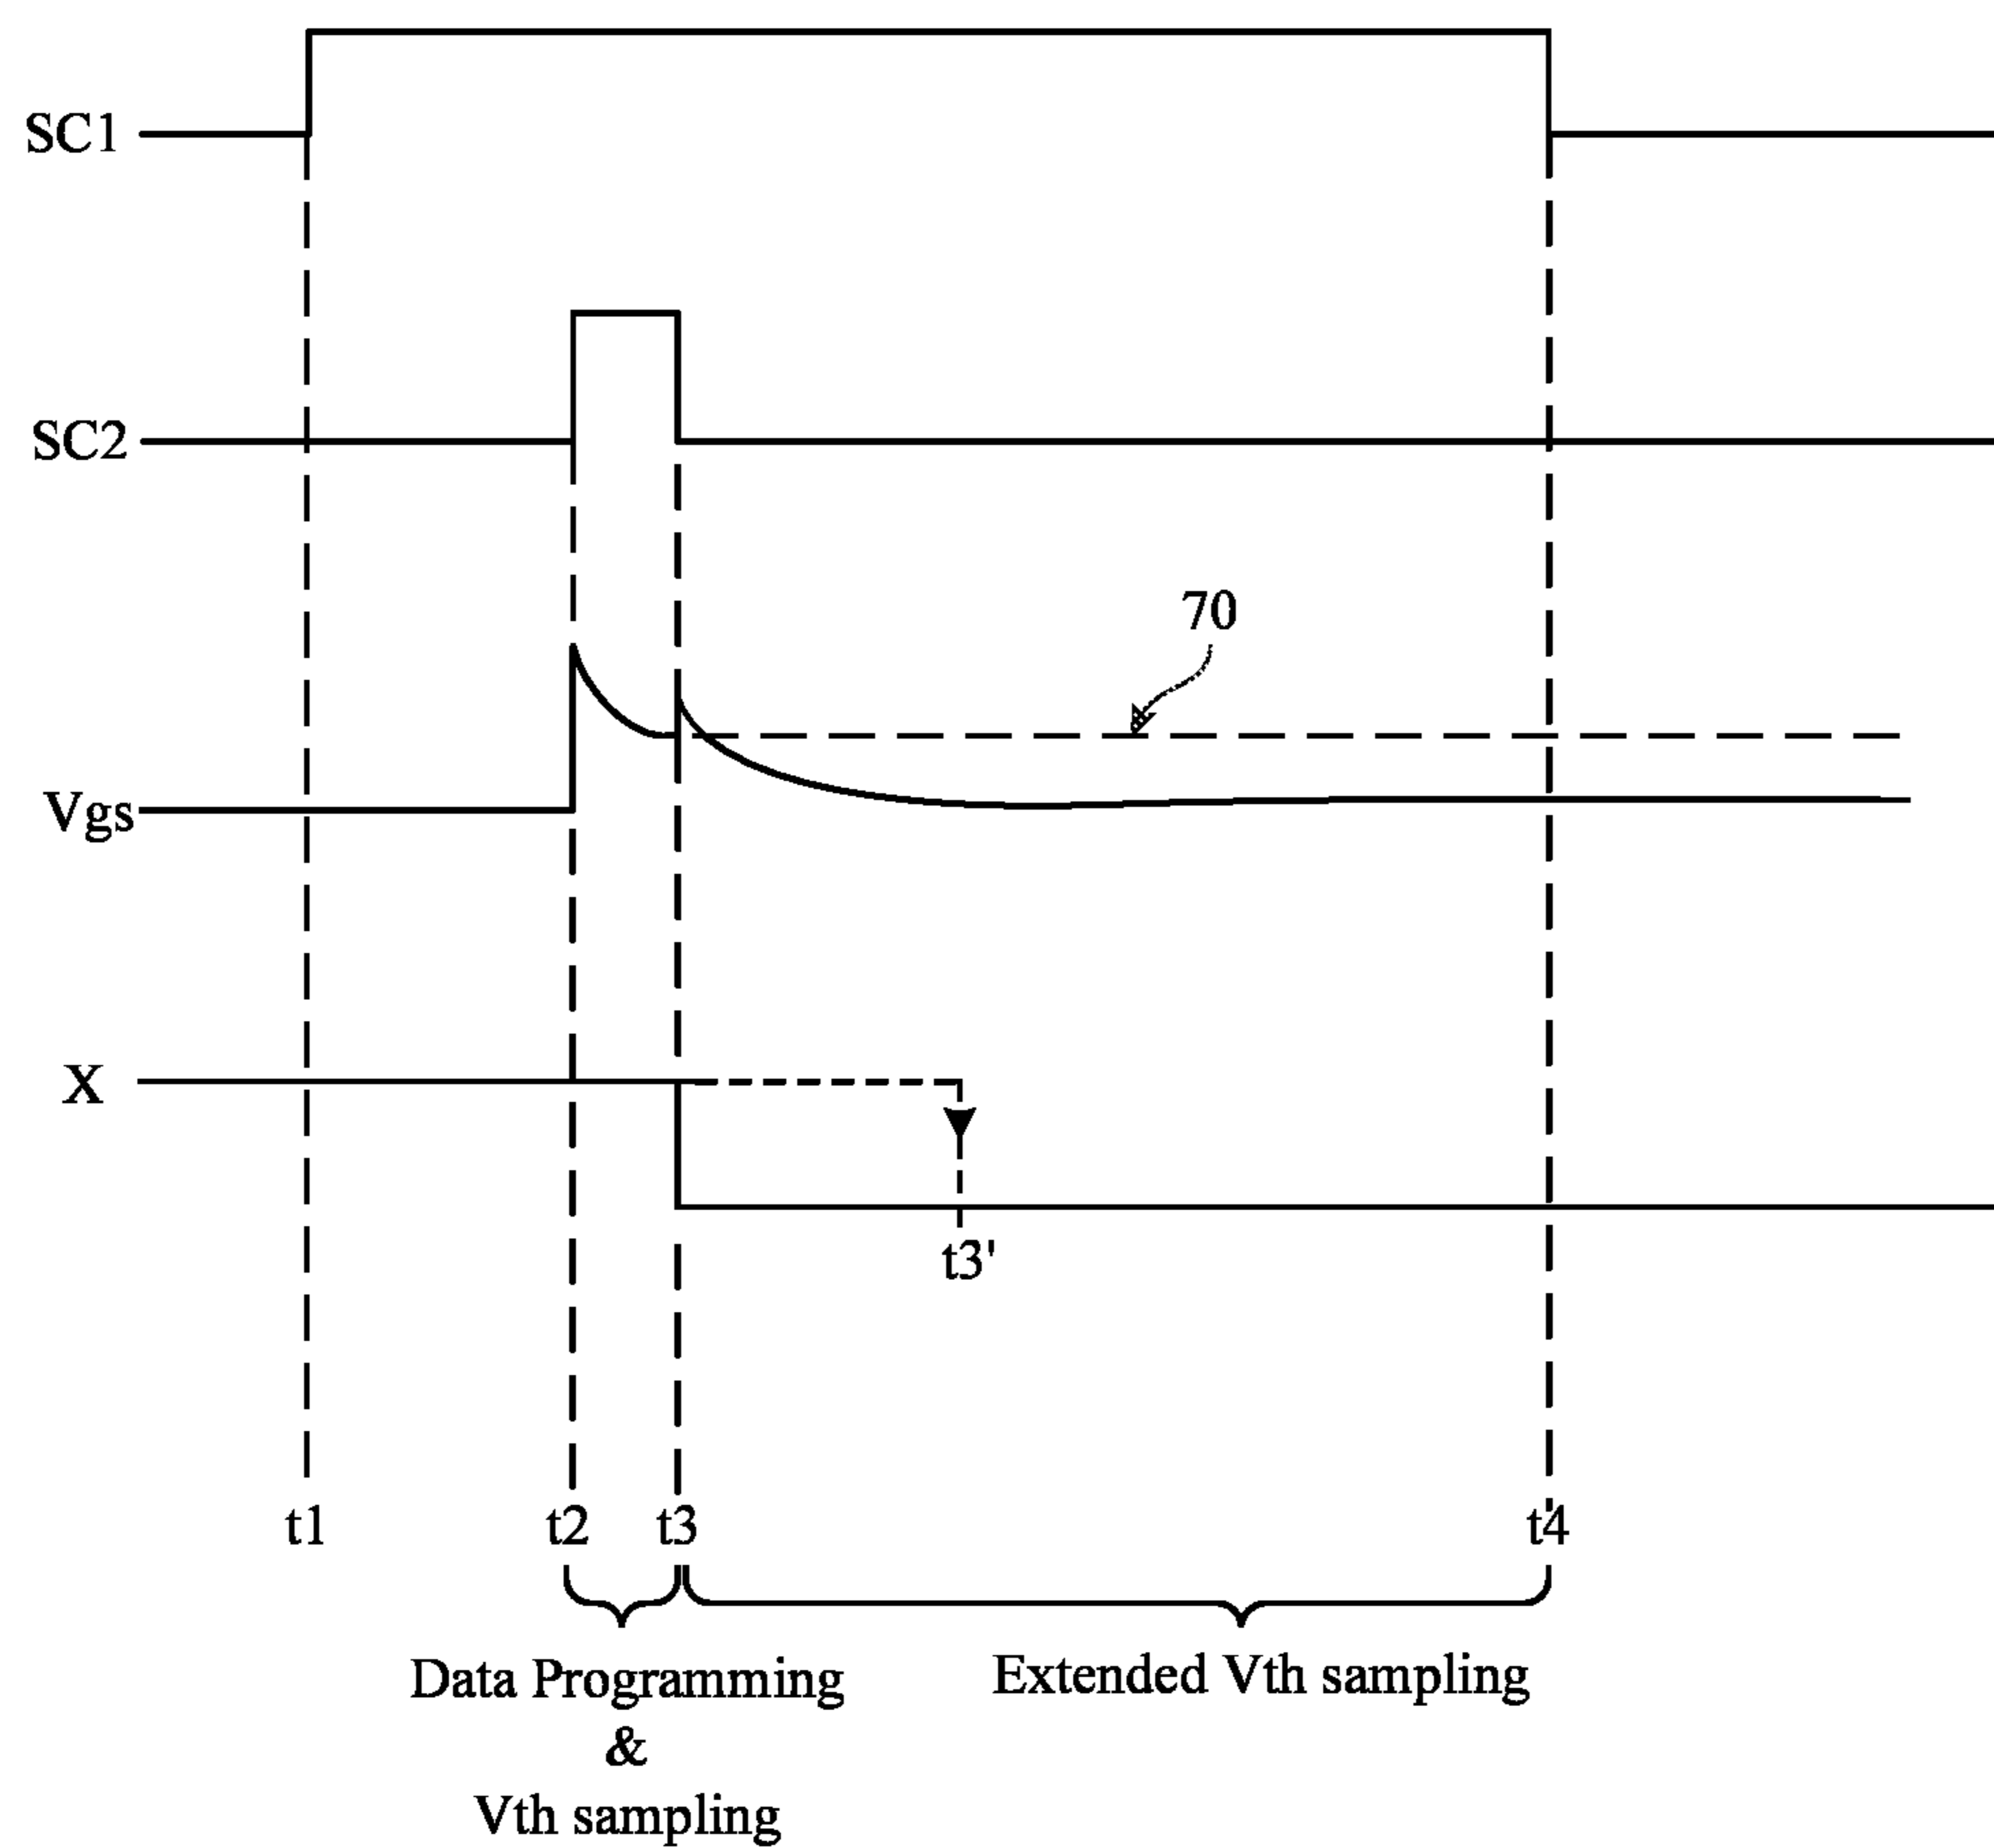 SC1
SC2
70
Vgs
X
t3'
t1 t2 t3 t4
Data Programming
&
Vth sampling
Extended Vth sampling